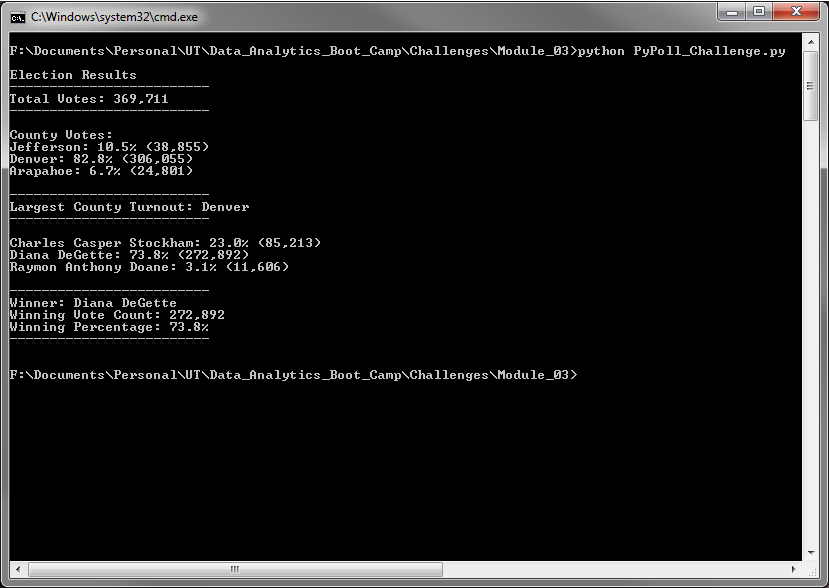 C:\Windows\system32\cmd.exe
F:\Documents\Personal\UT\Data_Analytics_Boot_Camp\Challenges\Module_03>python PyPoll_Challenge.py
Election Results
-------------------------
Total Votes: 369,711
-------------------------
County Votes:
Jefferson: 10.5% (38,855)
Denver: 82.8% (306,055)
Arapahoe: 6.7% (24,801)
-------------------------
Largest County Turnout: Denver
-------------------------
Charles Casper Stockham: 23.0% (85,213)
Diana DeGette: 73.8% (272,892)
Raymon Anthony Doane: 3.1% (11,606)
-------------------------
Winner: Diana DeGette
Winning Vote Count: 272,892
Winning Percentage: 73.8%
-------------------------
F:\Documents\Personal\UT\Data_Analytics_Boot_Camp\Challenges\Module_03>